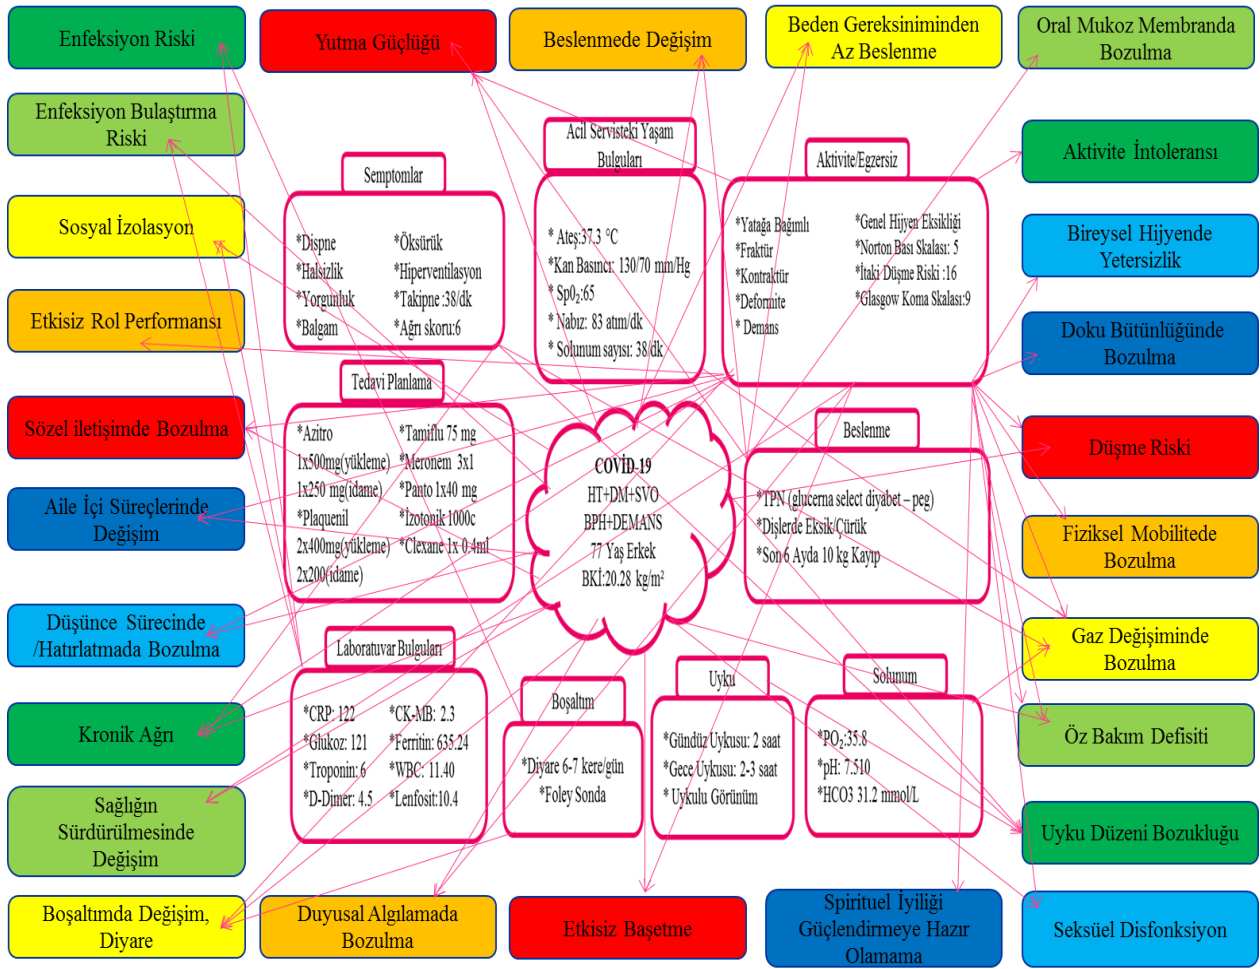 Enfeksiyon Riski
Yutma Güçlüğü
Beslenmede Değişim
Beden Gereksiniminden
Az Beslenme
Oral Mukoz Membranda
Bozulma
Enfeksiyon Bulaştırma
Riski
Sosyal İzolasyon
Etkisiz Rol Performansı
Sözel iletişimde Bozulma
Aile İçi Süreçlerinde
Değişim
Düşünce Sürecinde
/Hatırlatmada Bozulma
Kronik Ağrı
Sağlığın
Sürdürülmesinde
Değişim
Boşaltımda Değişim,
Diyare
Semptomlar
*Dispne
*Halsizlik
*Yorgunluk
*Balgam
*Öksürük
*Hiperventilasyon
*Takipne :38/dk
*Ağrı skoru:6
Acil Servisteki Yaşam
Bulguları
* Ateş:37.3 °C
*Kan Basıncı: 130/70 mm/Hg
* Sp0₂:65
* Nabız: 83 atım/dk
* Solunum sayısı: 38/dk
Aktivite/Egzersiz
*Yatağa Bağımlı
*Fraktür
*Kontraktür
*Deformite
* Demans
*Genel Hijyen Eksikliği
*Norton Bası Skalası: 5
*İtaki Düşme Riski :16
*Glasgow Koma Skalası:9
Tedavi Planlama
*Azitro
1x500mg(yükleme)
1x250 mg(idame)
*Plaquenil
2x400mg(yükleme)
2x200(idame)
*Tamiflu 75 mg
*Meronem 3x1
*Panto 1x40 mg
*İzotonik 1000c
*Clexane 1x 0.4ml
COVİD-19
HT+DM+SVO
BPH+DEMANS
77 Yaş Erkek
BKİ:20.28 kg/m²
Beslenme
*TPN (glucerna select diyabet – peg)
*Dişlerde Eksik/Çürük
*Son 6 Ayda 10 kg Kayıp
Laboratuvar Bulguları
*CRP: 122
*Glukoz: 121
*Troponin: 6
*D-Dimer: 4.5
*CK-MB: 2.3
*Ferritin: 635.24
*WBC: 11.40
*Lenfosit:10.4
Boşaltım
*Diyare 6-7 kere/gün
*Foley Sonda
Uyku
*Gündüz Uykusu: 2 saat
*Gece Uykusu: 2-3 saat
* Uykulu Görünüm
Solunum
*PO₂:35.8
*pH: 7.510
*HCO3 31.2 mmol/L
Aktivite İntoleransı
Bireysel Hijyende
Yetersizlik
Doku Bütünlüğünde
Bozulma
Düşme Riski
Fiziksel Mobilitede
Bozulma
Gaz Değişiminde
Bozulma
Öz Bakım Defisiti
Uyku Düzeni Bozukluğu
Duyusal Algılamada
Bozulma
Etkisiz Başetme
Spirituel İyiliği
Güçlendirmeye Hazır
Olamama
Seksüel Disfonksiyon